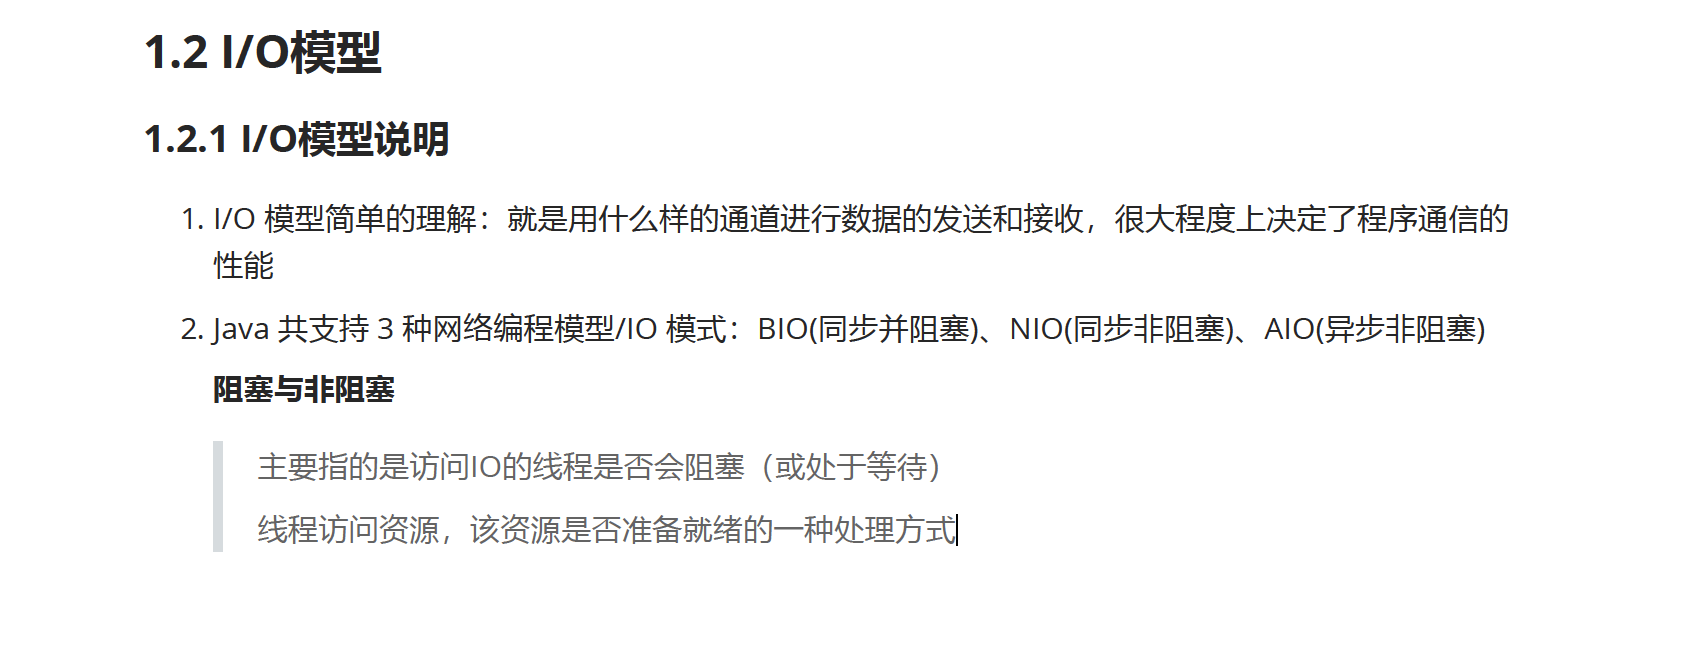 1.2 I/O模型
1.2.1 I/O模型说明
1. I/O 模型简单的理解：就是用什么样的通道进行数据的发送和接收，很大程度上决定了程序通信的
性能
2. Java 共支持 3 种网络编程模型/IO 模式：BIO(同步并阻塞)、NIO(同步非阻塞)、AIO(异步非阻塞)
阻塞与非阻塞
主要指的是访问IO的线程是否会阻塞（或处于等待）
线程访问资源，该资源是否准备就绪的一种处理方式